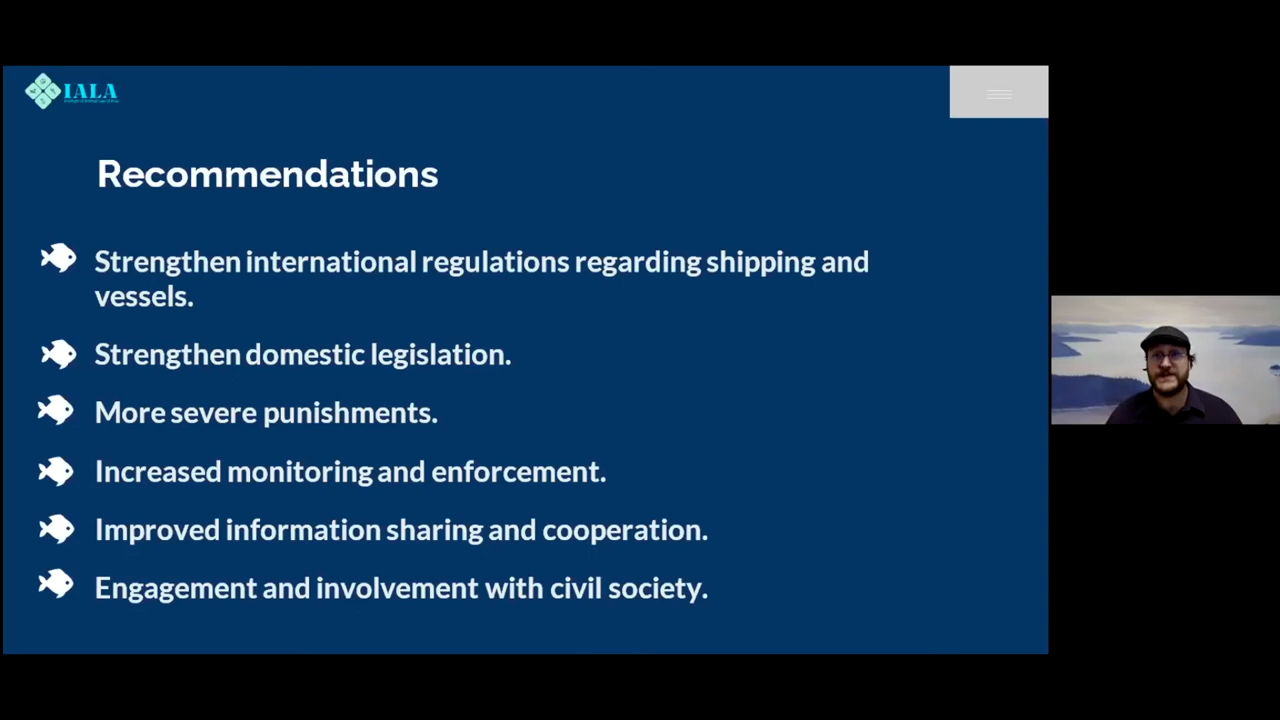 IALA
Recommendations
Strengthen international regulations regarding shipping and
vessels.
Strengthen domestic legislation.
More severe punishments.
Increased monitoring and enforcement.
Improved information sharing and cooperation.
Engagement and involvement with civil society.